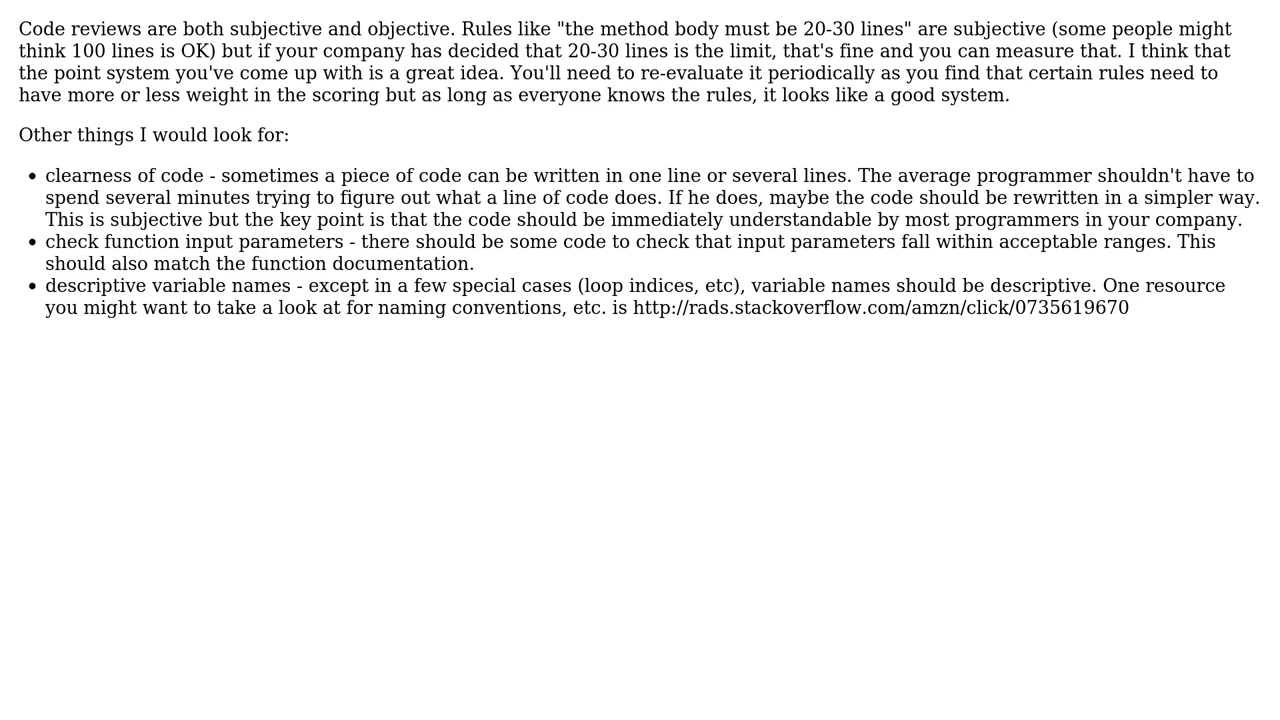 Code reviews are both subjective and objective. Rules like "the method body must be 20-30 lines" are subjective (some people might
think 100 lines is OK) but if your company has decided that 20-30 lines is the limit, that's fine and you can measure that. I think that
the point system you've come up with is a great idea. You'll need to re-evaluate it periodically as you find that certain rules need to
have more or less weight in the scoring but as long as everyone knows the rules, it looks like a good system.
Other things I would look for:
• clearness of code - sometimes a piece of code can be written in one line or several lines. The average programmer shouldn't have to
spend several minutes trying to figure out what a line of code does. If he does, maybe the code should be rewritten in a simpler way.
This is subjective but the key point is that the code should be immediately understandable by most programmers in your company.
• check function input parameters - there should be some code to check that input parameters fall within acceptable ranges. This
should also match the function documentation.
• descriptive variable names - except in a few special cases (loop indices, etc), variable names should be descriptive. One resource
you might want to take a look at for naming conventions, etc. is http://rads.stackoverflow.com/amzn/click/0735619670